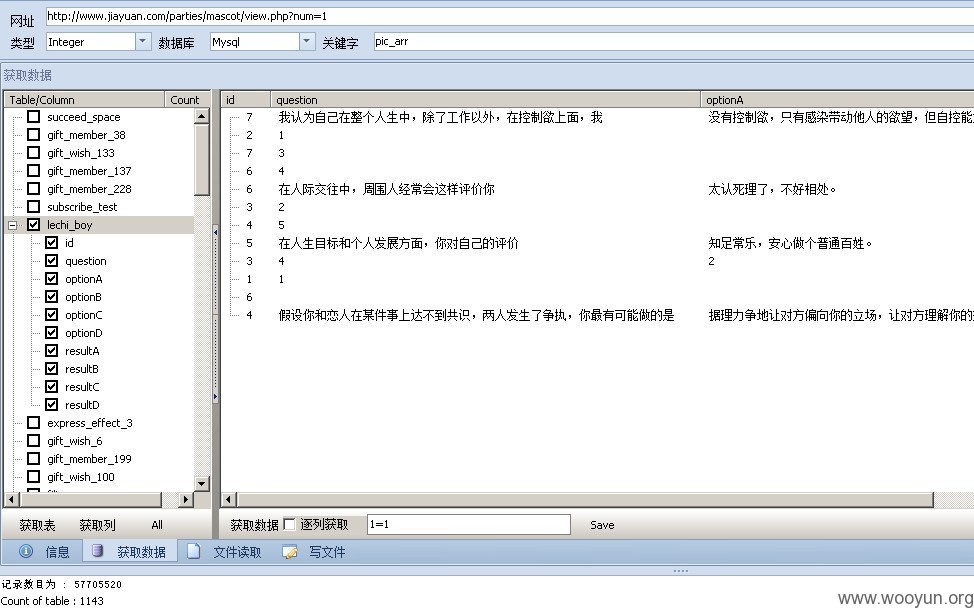 网址 http://www.jiayuan.com/parties/mascot/view.php?num=1
类型 Integer 数据库 Mysql 关键字 pic_arr
获取数据
Table/Column Count id question optionA
succeed_space 7 我认为自己在整个人生中，除了工作以外，在控制欲上面，我 没有控制欲，只有感染带动他人的欲望，但自控能
gift_member_38 2 1
gift_wish_133 7 3
gift_member_137 6 4
gift_member_228 6 在人际交往中，周围人经常会这样评价你 太认死理了，不好相处。
subscribe_test 3 2
lechi_boy 4 5
id 5 在人生目标和个人发展方面，你对自己的评价 知足常乐，安心做个普通百姓。
question 3 4 2
optionA 1 1
optionB 6
optionC 4 假设你和恋人在某件事上达不到共识，两人发生了争执，你最有可能做的是 据理力争地让对方偏向你的立场，让对方理解你的
optionD
resultA
resultB
resultC
resultD
express_effect_3
gift_wish_6
gift_member_199
gift_wish_100
获取表 获取列 All 获取数据 逐列获取 1=1 Save
信息 获取数据 文件读取 写文件
记录数目为 ： 57705520
Count of table : 1143
www.wooyun.org